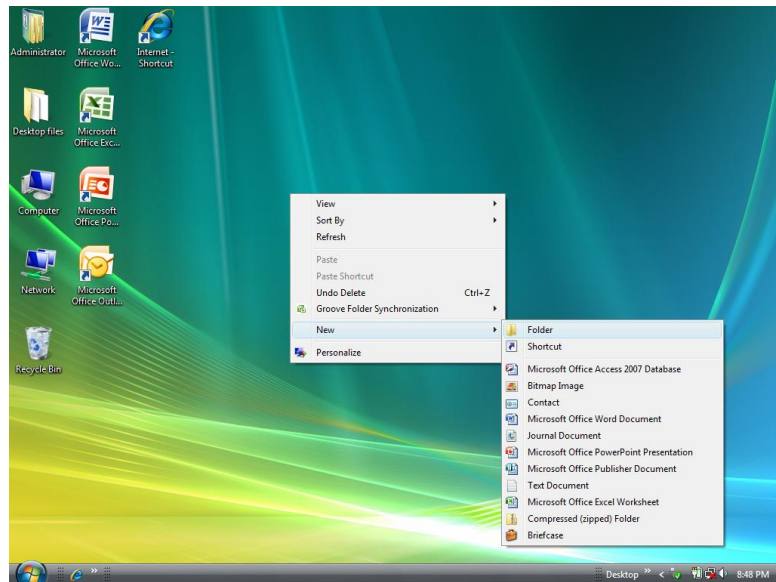 Administrator
Microsoft
Office Wo...
Internet -
Shortcut
Desktop files
Microsoft
Office Exc...
Computer
Microsoft
Office Po...
Network
Microsoft
Office Outl...
Recycle Bin
View
Sort By
Refresh
Paste
Paste Shortcut
Undo Delete Ctrl+Z
Groove Folder Synchronization
New
Personalize
Folder
Shortcut
Microsoft Office Access 2007 Database
Bitmap Image
Contact
Microsoft Office Word Document
Journal Document
Microsoft Office PowerPoint Presentation
Microsoft Office Publisher Document
Text Document
Microsoft Office Excel Worksheet
Compressed (zipped) Folder
Briefcase
Desktop » < 8:48 PM